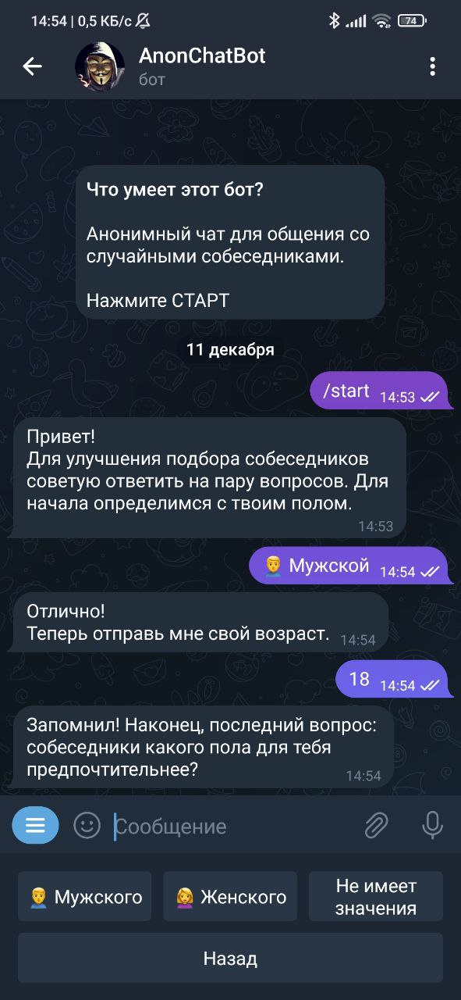 14:54 | 0,5 КБ/с
74
AnonChatBot
бот
Что умеет этот бот?
Анонимный чат для общения со
случайными собеседниками.
Нажмите СТАРТ
11 декабря
/start 14:53
Привет!
Для улучшения подбора собеседников
советую ответить на пару вопросов. Для
начала определимся с твоим полом.
14:53
Мужской 14:54
Отлично!
Теперь отправь мне свой возраст. 14:54
18 14:54
Запомнил! Наконец, последний вопрос:
собеседники какого пола для тебя
предпочтительнее? 14:54
Сообщение
Мужского
Женского
Не имеет
значения
Назад